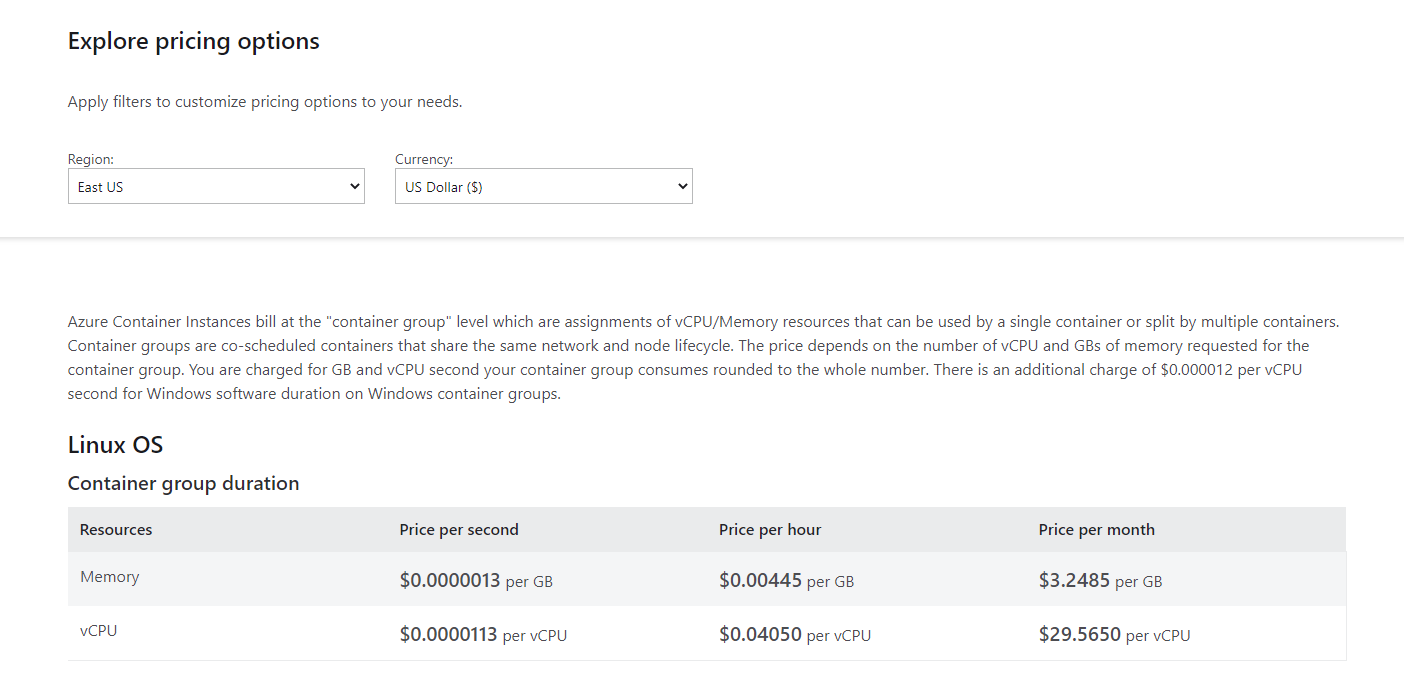 Explore pricing options
Apply filters to customize pricing options to your needs.
Region: Currency:
East US US Dollar ($)
Azure Container Instances bill at the "container group" level which are assignments of vCPU/Memory resources that can be used by a single container or split by multiple containers.
Container groups are co-scheduled containers that share the same network and node lifecycle. The price depends on the number of vCPU and GBs of memory requested for the
container group. You are charged for GB and vCPU second your container group consumes rounded to the whole number. There is an additional charge of $0.000012 per vCPU
second for Windows software duration on Windows container groups.
Linux OS
Container group duration
Resources Price per second Price per hour Price per month
Memory $0.0000013 per GB $0.00445 per GB $3.2485 per GB
vCPU $0.0000113 per vCPU $0.04050 per vCPU $29.5650 per vCPU